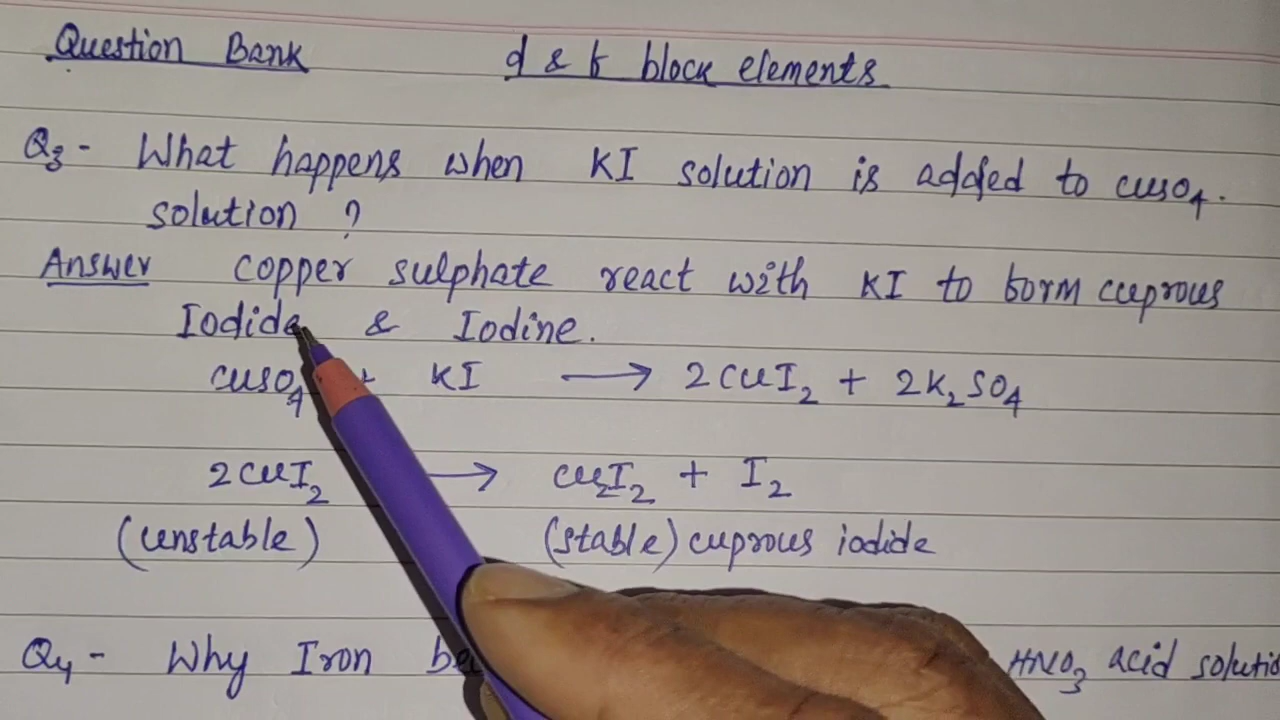 Question Bank d & f block elements
Q3 - What happens when KI solution is added to CuSO4.
solution ?
Answer Copper sulphate react with KI to form cuprous
Iodide & Iodine.
CuSO4 + KI → 2CuI2 + 2K2SO4
2CuI2 → Cu2I2 + I2
(unstable) (stable) cuprous iodide
Q4 - Why Iron HNO3 acid